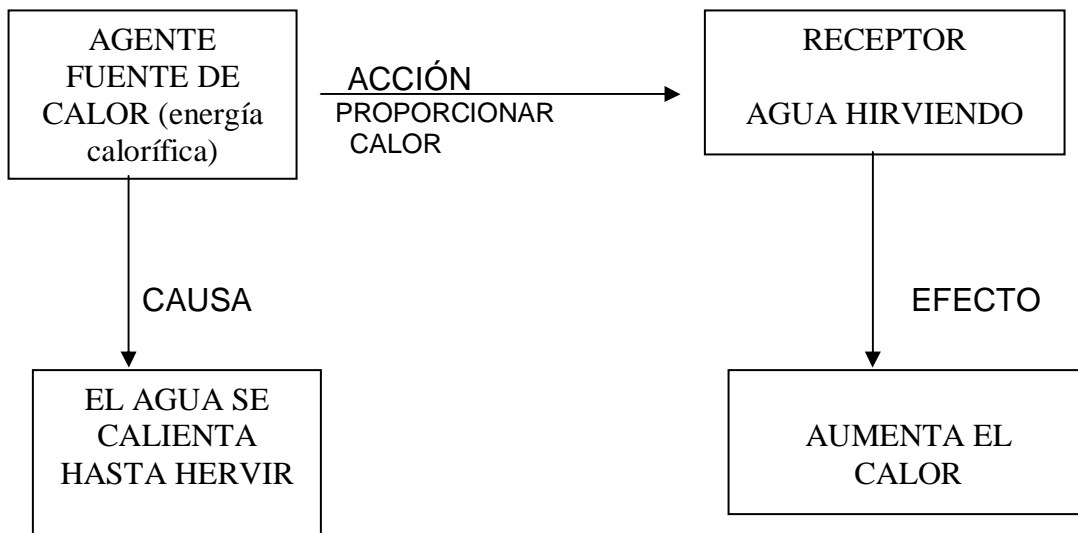 AGENTE
FUENTE DE
CALOR (energía
calorífica)
ACCIÓN
PROPORCIONAR
CALOR
RECEPTOR
AGUA HIRVIENDO
CAUSA
EFECTO
EL AGUA SE
CALIENTA
HASTA HERVIR
AUMENTA EL
CALOR